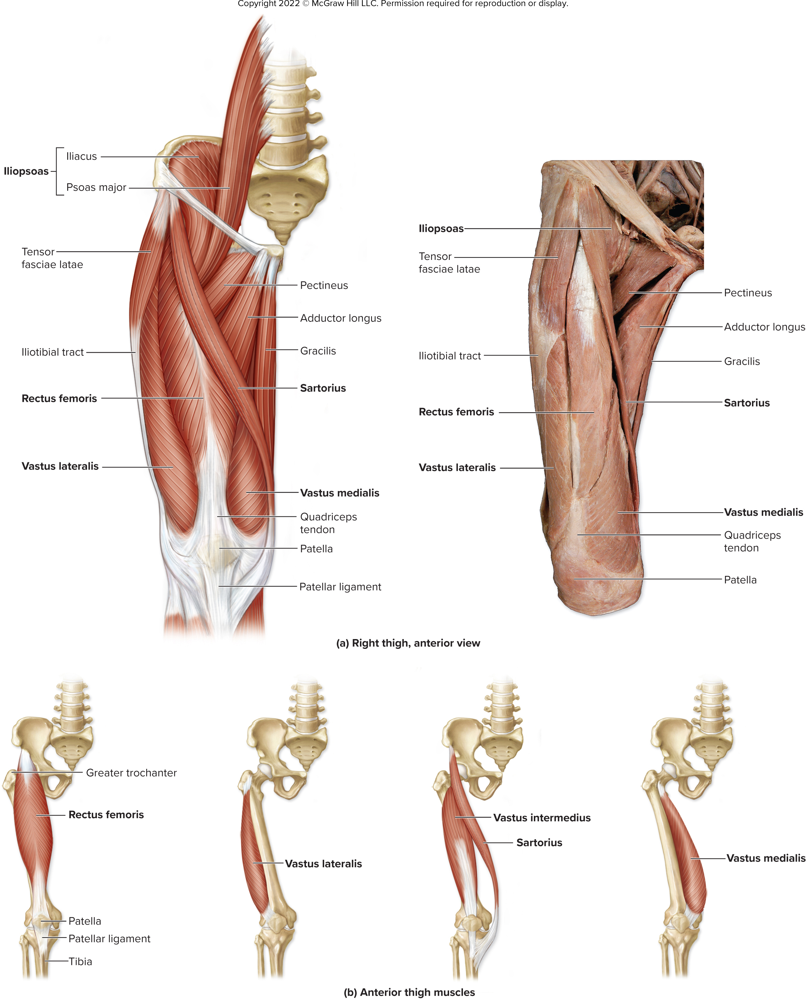 Copyright 2022 © McGraw Hill LLC. Permission required for reproduction or display.
Iliopsoas
Iliacus
Psoas major
Tensor
fasciae latae
Iliotibial tract
Rectus femoris
Vastus lateralis
Pectineus
Adductor longus
Gracilis
Sartorius
Vastus medialis
Quadriceps
tendon
Patella
Patellar ligament
Iliopsoas
Tensor
fasciae latae
Iliotibial tract
Rectus femoris
Vastus lateralis
Pectineus
Adductor longus
Gracilis
Sartorius
Vastus medialis
Quadriceps
tendon
Patella
(a) Right thigh, anterior view
Greater trochanter
Rectus femoris
Patella
Patellar ligament
Tibia
Vastus lateralis
Vastus intermedius
Sartorius
Vastus medialis
(b) Anterior thigh muscles